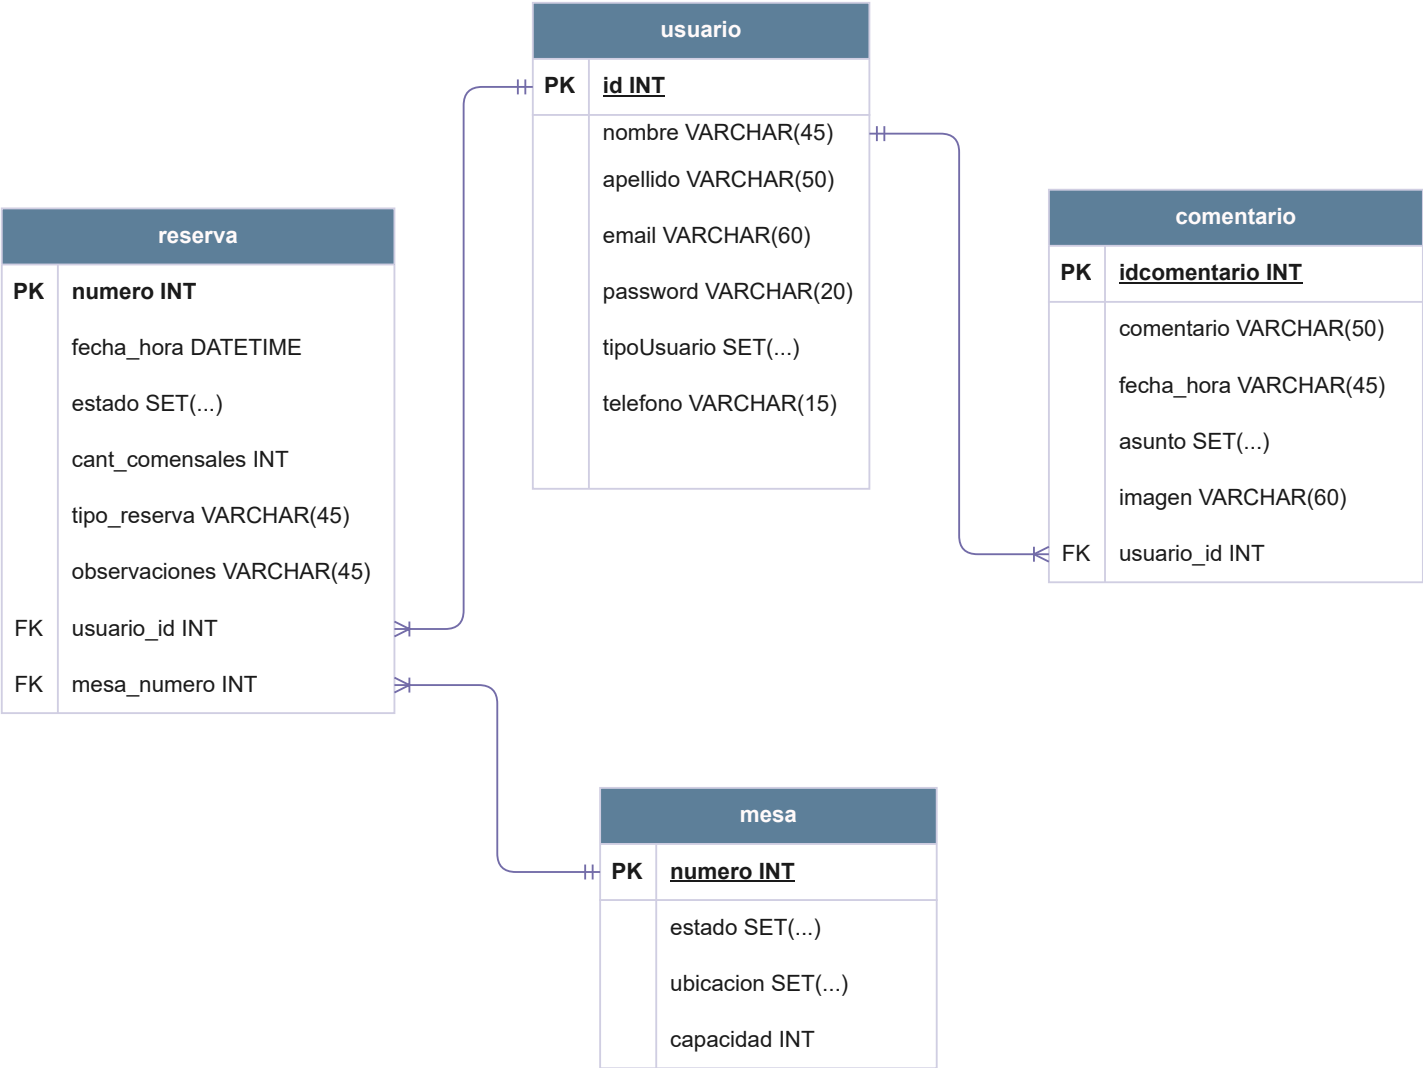 usuario
PK id INT
nombre VARCHAR(45)
apellido VARCHAR(50)
email VARCHAR(60)
password VARCHAR(20)
tipoUsuario SET(...)
telefono VARCHAR(15)
reserva
PK numero INT
fecha_hora DATETIME
estado SET(...)
cant_comensales INT
tipo_reserva VARCHAR(45)
observaciones VARCHAR(45)
FK usuario_id INT
FK mesa_numero INT
comentario
PK idcomentario INT
comentario VARCHAR(50)
fecha_hora VARCHAR(45)
asunto SET(...)
imagen VARCHAR(60)
FK usuario_id INT
mesa
PK numero INT
estado SET(...)
ubicacion SET(...)
capacidad INT